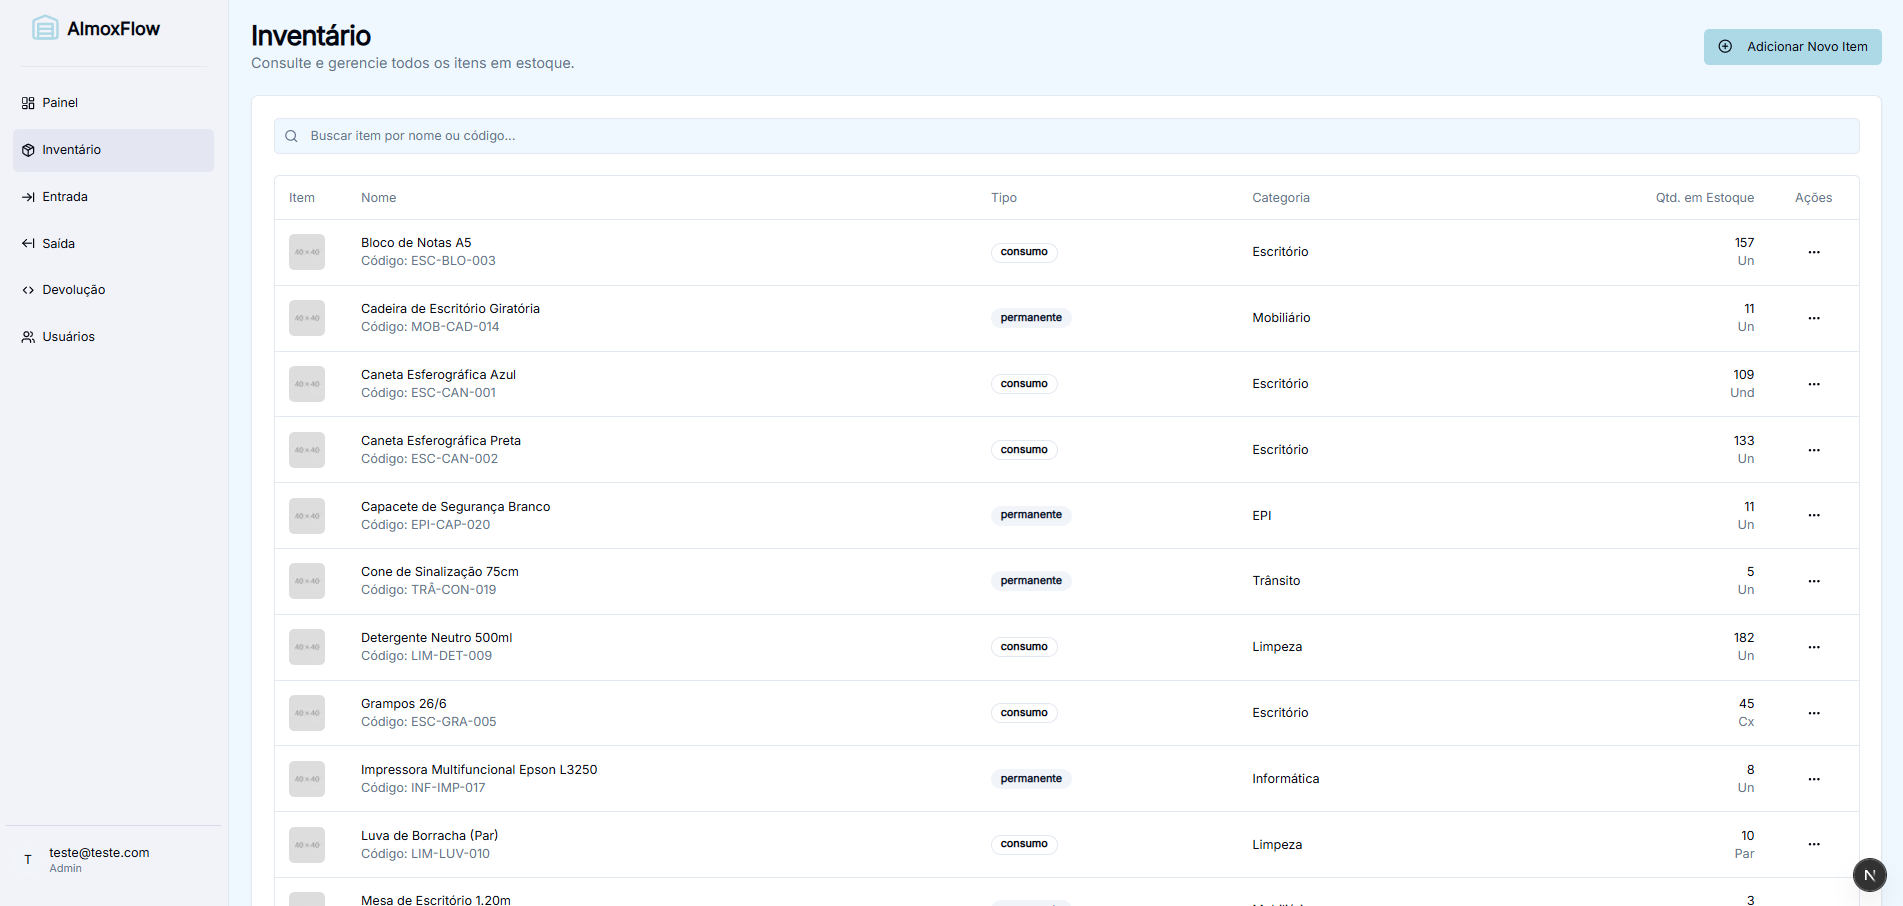 AlmoxFlow
Painel
Inventário
Entrada
Saída
Devolução
Usuários
T
teste@teste.com
Admin
Inventário
Consulte e gerencie todos os itens em estoque.
Adicionar Novo Item
Buscar item por nome ou código...
Item Nome Tipo Categoria Qtd. em Estoque Ações
40×40 Bloco de Notas A5 consumo Escritório 157
Código: ESC-BLO-003 Un
40×40 Cadeira de Escritório Giratória permanente Mobiliário 11
Código: MOB-CAD-014 Un
40×40 Caneta Esferográfica Azul consumo Escritório 109
Código: ESC-CAN-001 Und
40×40 Caneta Esferográfica Preta consumo Escritório 133
Código: ESC-CAN-002 Un
40×40 Capacete de Segurança Branco permanente EPI 11
Código: EPI-CAP-020 Un
40×40 Cone de Sinalização 75cm permanente Trânsito 5
Código: TRÂ-CON-019 Un
40×40 Detergente Neutro 500ml consumo Limpeza 182
Código: LIM-DET-009 Un
40×40 Grampos 26/6 consumo Escritório 45
Código: ESC-GRA-005 Cx
40×40 Impressora Multifuncional Epson L3250 permanente Informática 8
Código: INF-IMP-017 Un
40×40 Luva de Borracha (Par) consumo Limpeza 10
Código: LIM-LUV-010 Par
Mesa de Escritório 1.20m 3
N